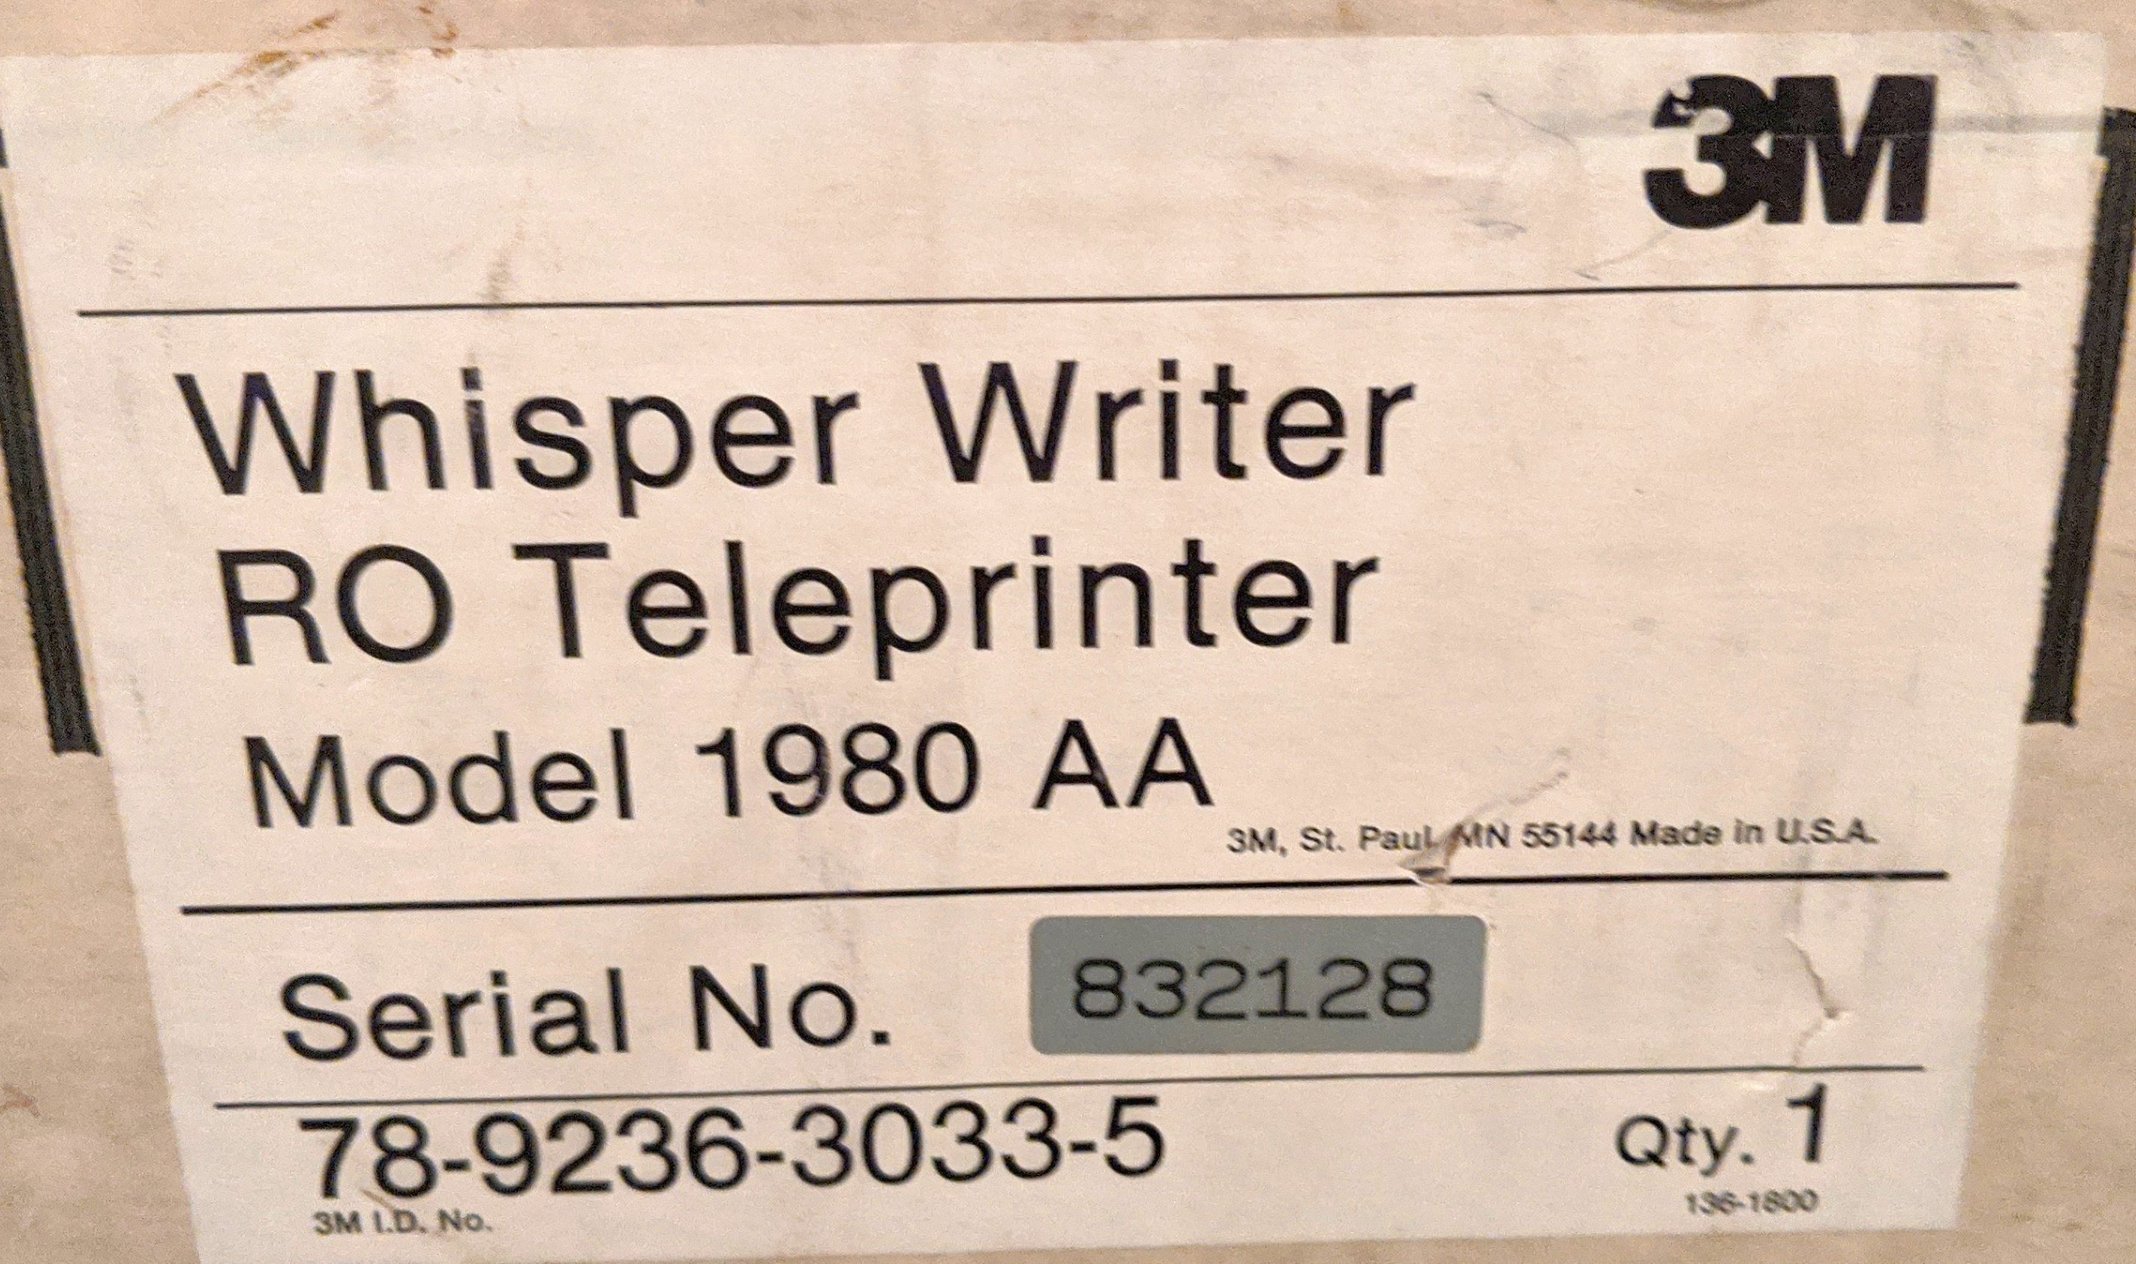 3M
Whisper Writer
RO Teleprinter
Model 1980 AA
3M, St. Paul, MN 55144 Made in U.S.A.
Serial No. 832128
78-9236-3033-5 Qty. 1
3M I.D. No. 136-1800